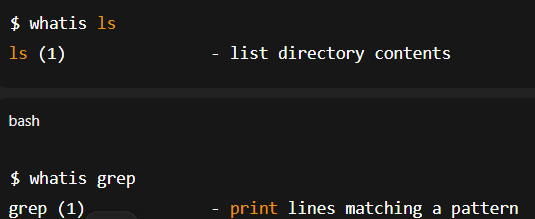 $ whatis ls
ls (1)               - list directory contents
bash
$ whatis grep
grep (1)             - print lines matching a pattern